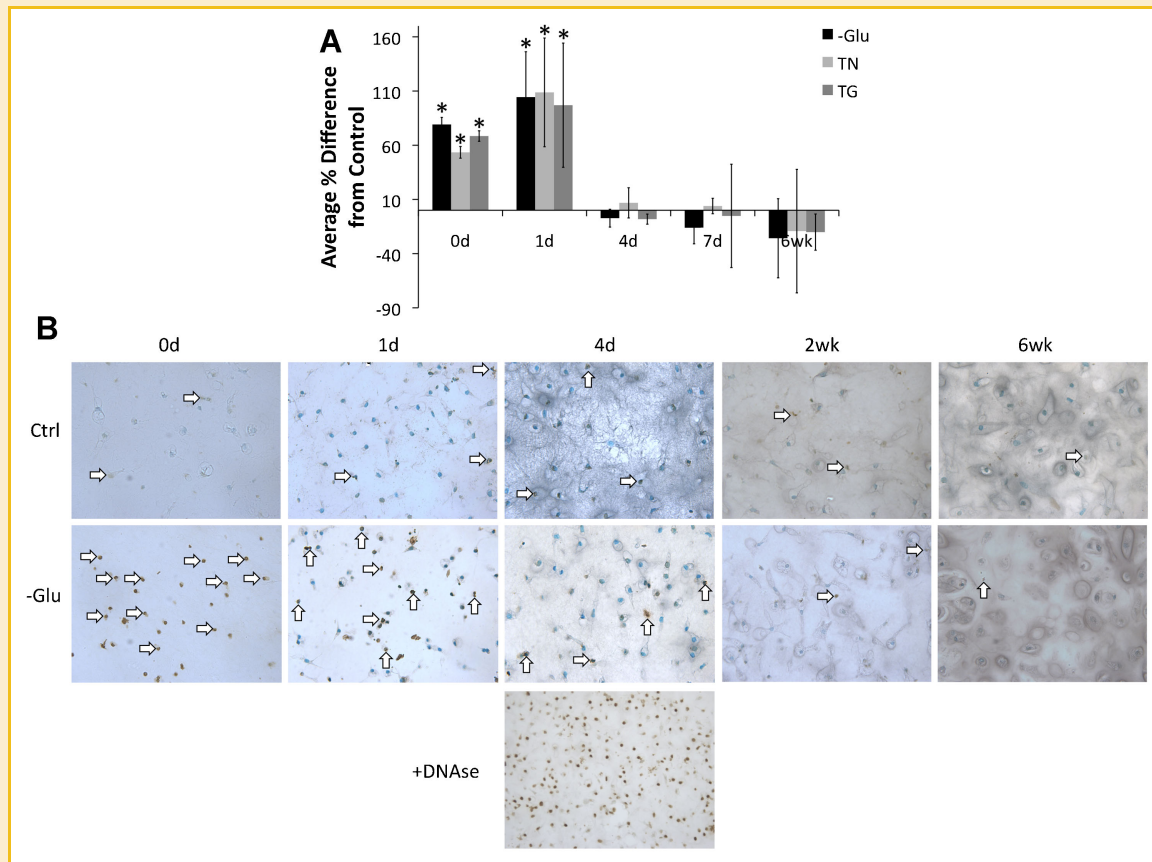 A
Average % Difference
from Control
160
110
60
10
-40
-90
* * *
* * *
0d 1d 4d 7d 6wk
-Glu
TN
TG
B
0d 1d 4d 2wk 6wk
Ctrl
-Glu
+DNAse